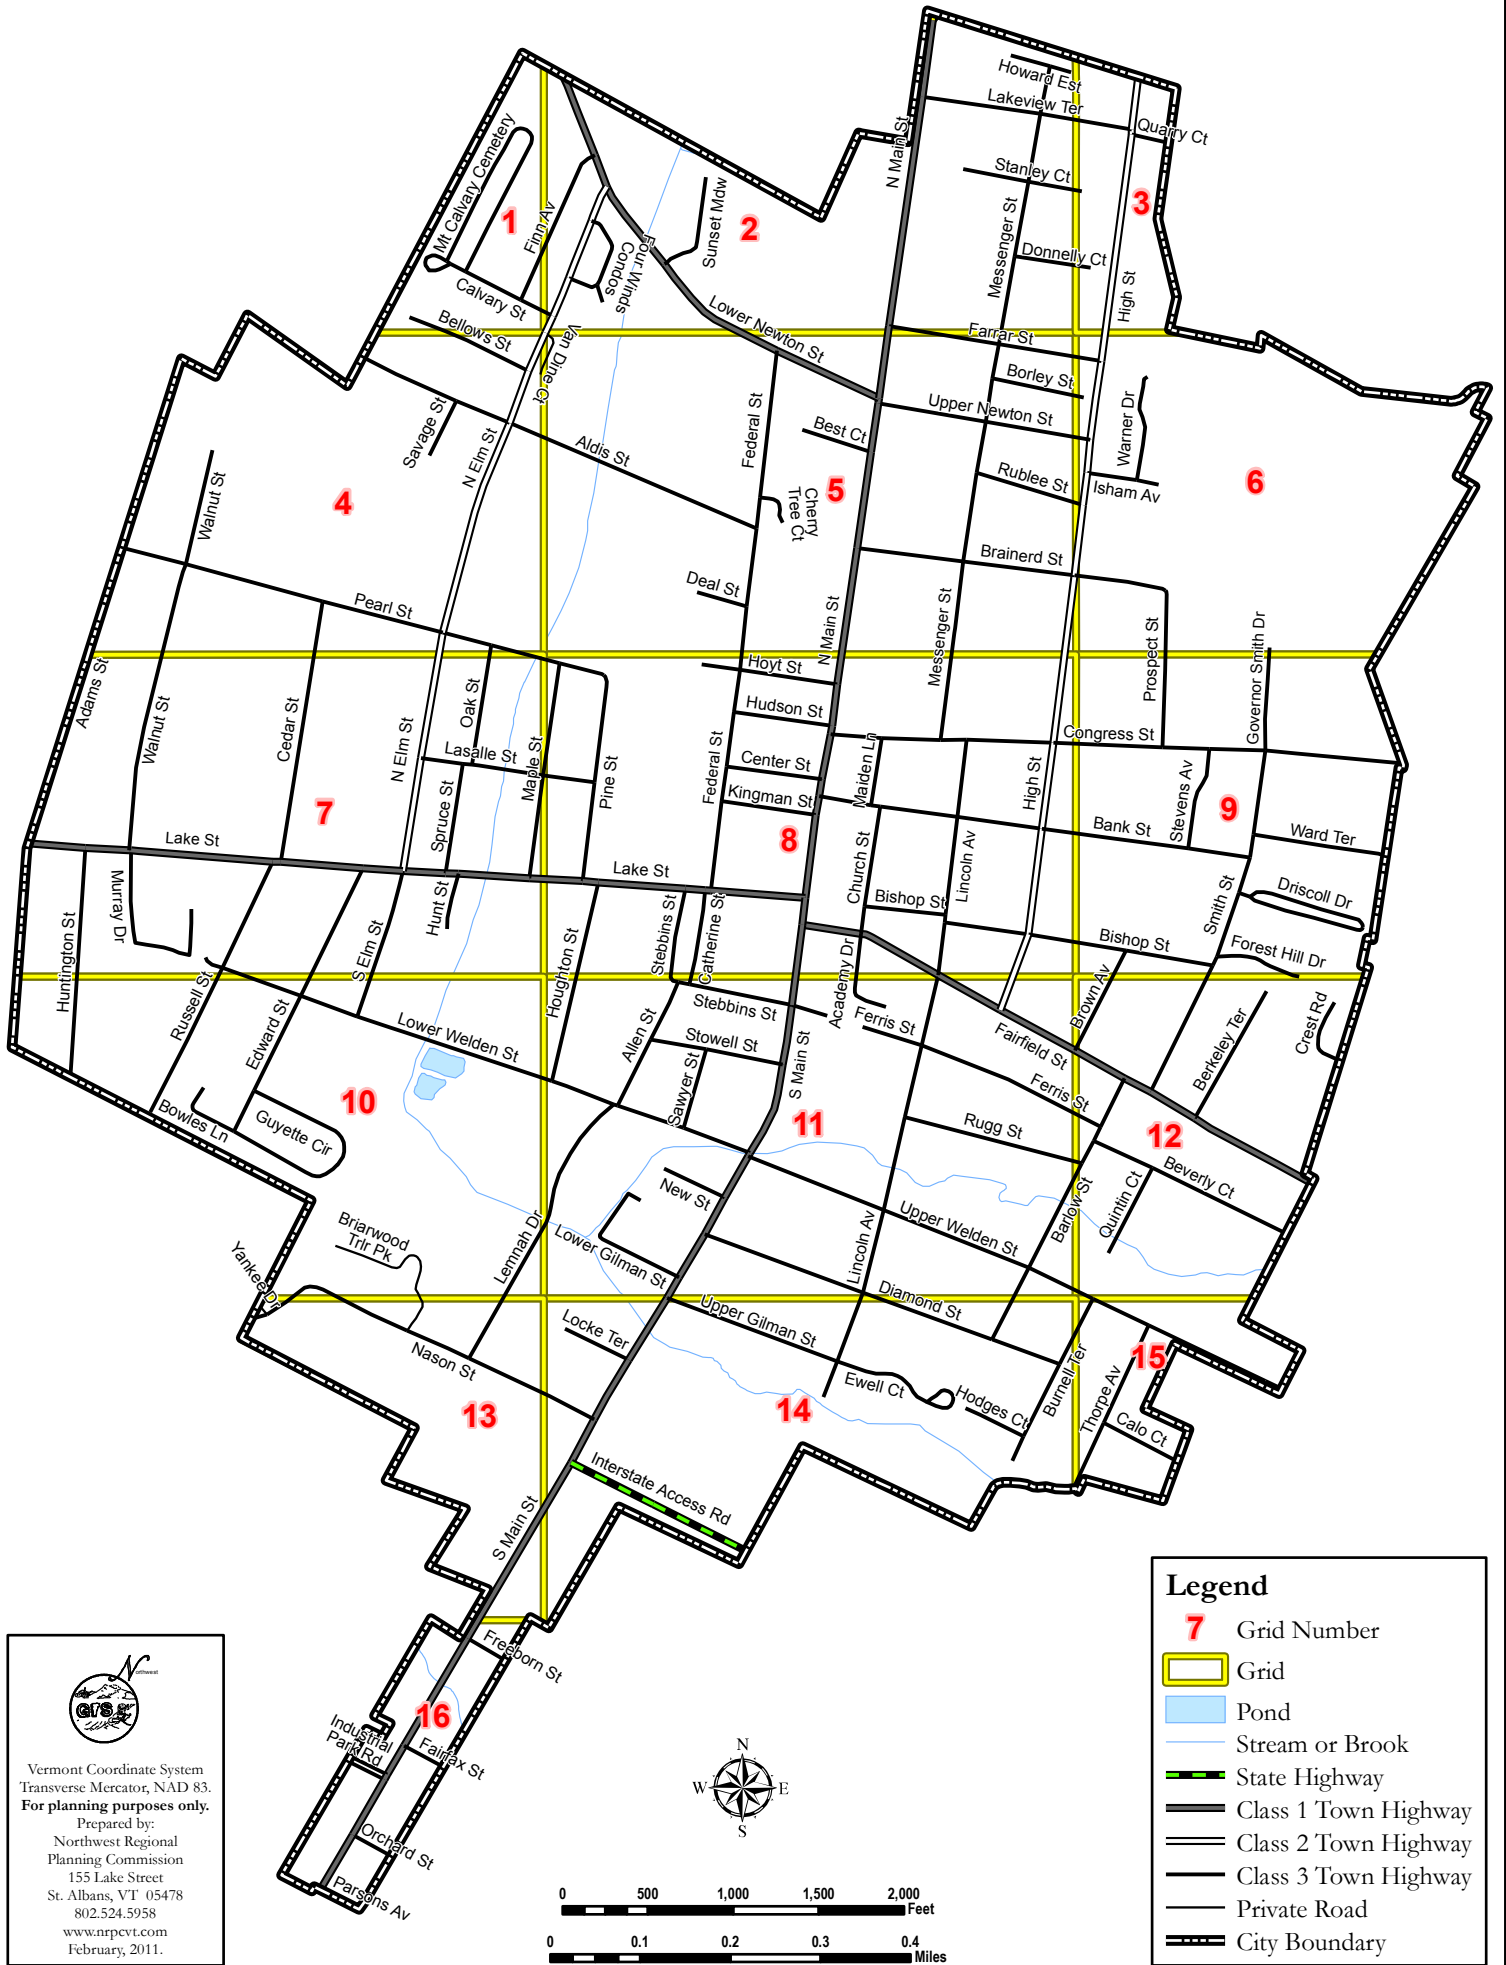 Howard Est
Lakeview Ter
Quarry Ct
N Main St
Stanley Ct
Mt Calvary Cemetery
1
Finn Av
Four Winds
Condos
Sunset Mdw
2
Messenger St
3
Donnelly Ct
High St
Calvary St
Bellows St
Van Dine Ct
Lower Newton St
Farrar St
Borley St
Savage St
N Elm St
Aldis St
Federal St
Best Ct
Upper Newton St
Warner Dr
Walnut St
4
Cherry
Tree Ct
5
Rublee St
Isham Av
6
Brainerd St
Deal St
Pearl St
N Main St
Messenger St
Prospect St
Governor Smith Dr
Adams St
Walnut St
Cedar St
N Elm St
Oak St
Hoyt St
Hudson St
Lasalle St
Maple St
Pine St
Federal St
Center St
Maiden Ln
Congress St
High St
Stevens Av
Kingman St
7
Spruce St
8
9
Bank St
Ward Ter
Lake St
Lake St
Church St
Lincoln Av
Bishop St
Driscoll Dr
Smith St
Huntington St
Murray Dr
Hunt St
S Elm St
Stebbins St
Catherine St
Bishop St
Forest Hill Dr
Houghton St
Academy Dr
Brown Av
Russell St
Edward St
Lower Welden St
Allen St
Stebbins St
Stowell St
Ferris St
Fairfield St
Berkeley Ter
Crest Rd
S Main St
Sawyer St
Ferris St
10
11
12
Bowles Ln
Guyette Cir
Rugg St
Beverly Ct
Barlow St
Quintin Ct
New St
Briarwood
Trlr Pk
Lemnah Dr
Lower Gilman St
Upper Welden St
Lincoln Av
Yankee Dr
Diamond St
Upper Gilman St
Locke Ter
Nason St
Ewell Ct
Hodges Ct
Burnell Ter
Thorpe Av
15
Calo Ct
13
14
Interstate Access Rd
S Main St
Freeborn St
16
Industrial
Park Rd
Fairfax St
Orchard St
Parsons Av
Northwest
GIS
Vermont Coordinate System
Transverse Mercator, NAD 83.
For planning purposes only.
Prepared by:
Northwest Regional
Planning Commission
155 Lake Street
St. Albans, VT 05478
802.524.5958
www.nrpcvt.com
February, 2011.
N
W E
S
0 500 1,000 1,500 2,000
Feet
0 0.1 0.2 0.3 0.4
Miles
Legend
7 Grid Number
Grid
Pond
Stream or Brook
State Highway
Class 1 Town Highway
Class 2 Town Highway
Class 3 Town Highway
Private Road
City Boundary